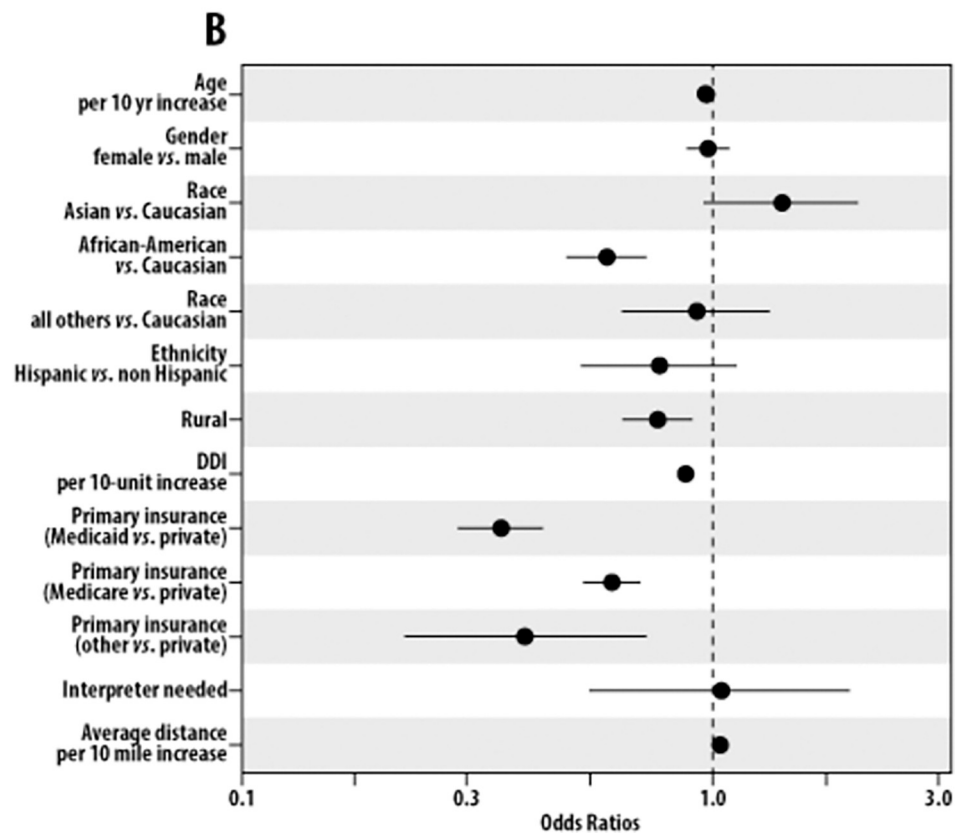 B
Age
per 10 yr increase
Gender
female vs. male
Race
Asian vs. Caucasian
African-American
vs. Caucasian
Race
all others vs. Caucasian
Ethnicity
Hispanic vs. non Hispanic
Rural
DDI
per 10-unit increase
Primary insurance
(Medicaid vs. private)
Primary insurance
(Medicare vs. private)
Primary insurance
(other vs. private)
Interpreter needed
Average distance
per 10 mile increase
0.1 0.3 1.0 3.0
Odds Ratios